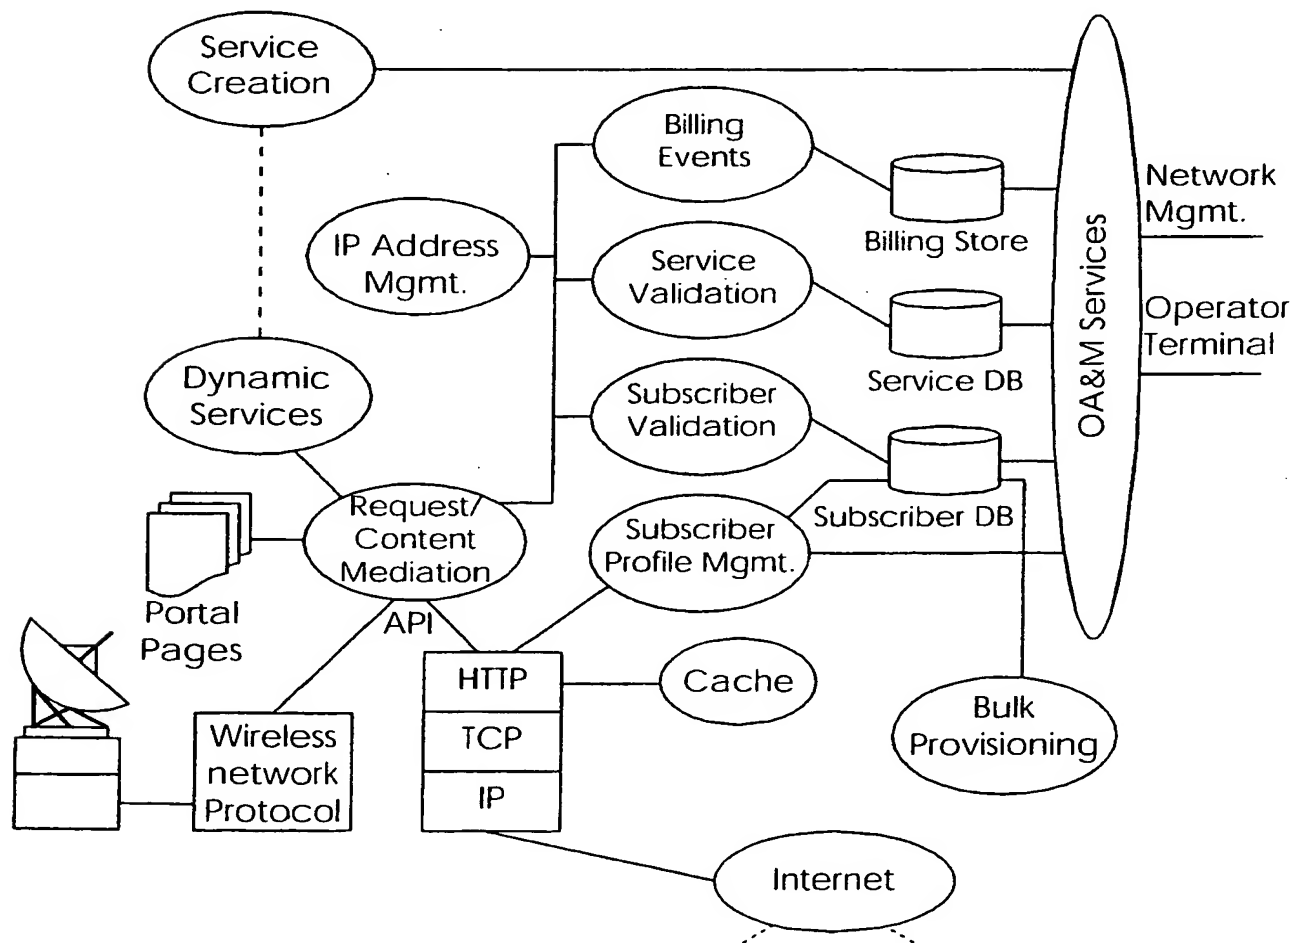 Service
Creation
Billing
Events
Network
Mgmt.
Billing Store
IP Address
Mgmt.
Service
Validation
OA&M Services
Operator
Terminal
Service DB
Dynamic
Services
Subscriber
Validation
Subscriber DB
Request/
Content
Mediation
Subscriber
Profile Mgmt.
Portal
Pages
API
HTTP
TCP
IP
Cache
Bulk
Provisioning
Wireless
network
Protocol
Internet